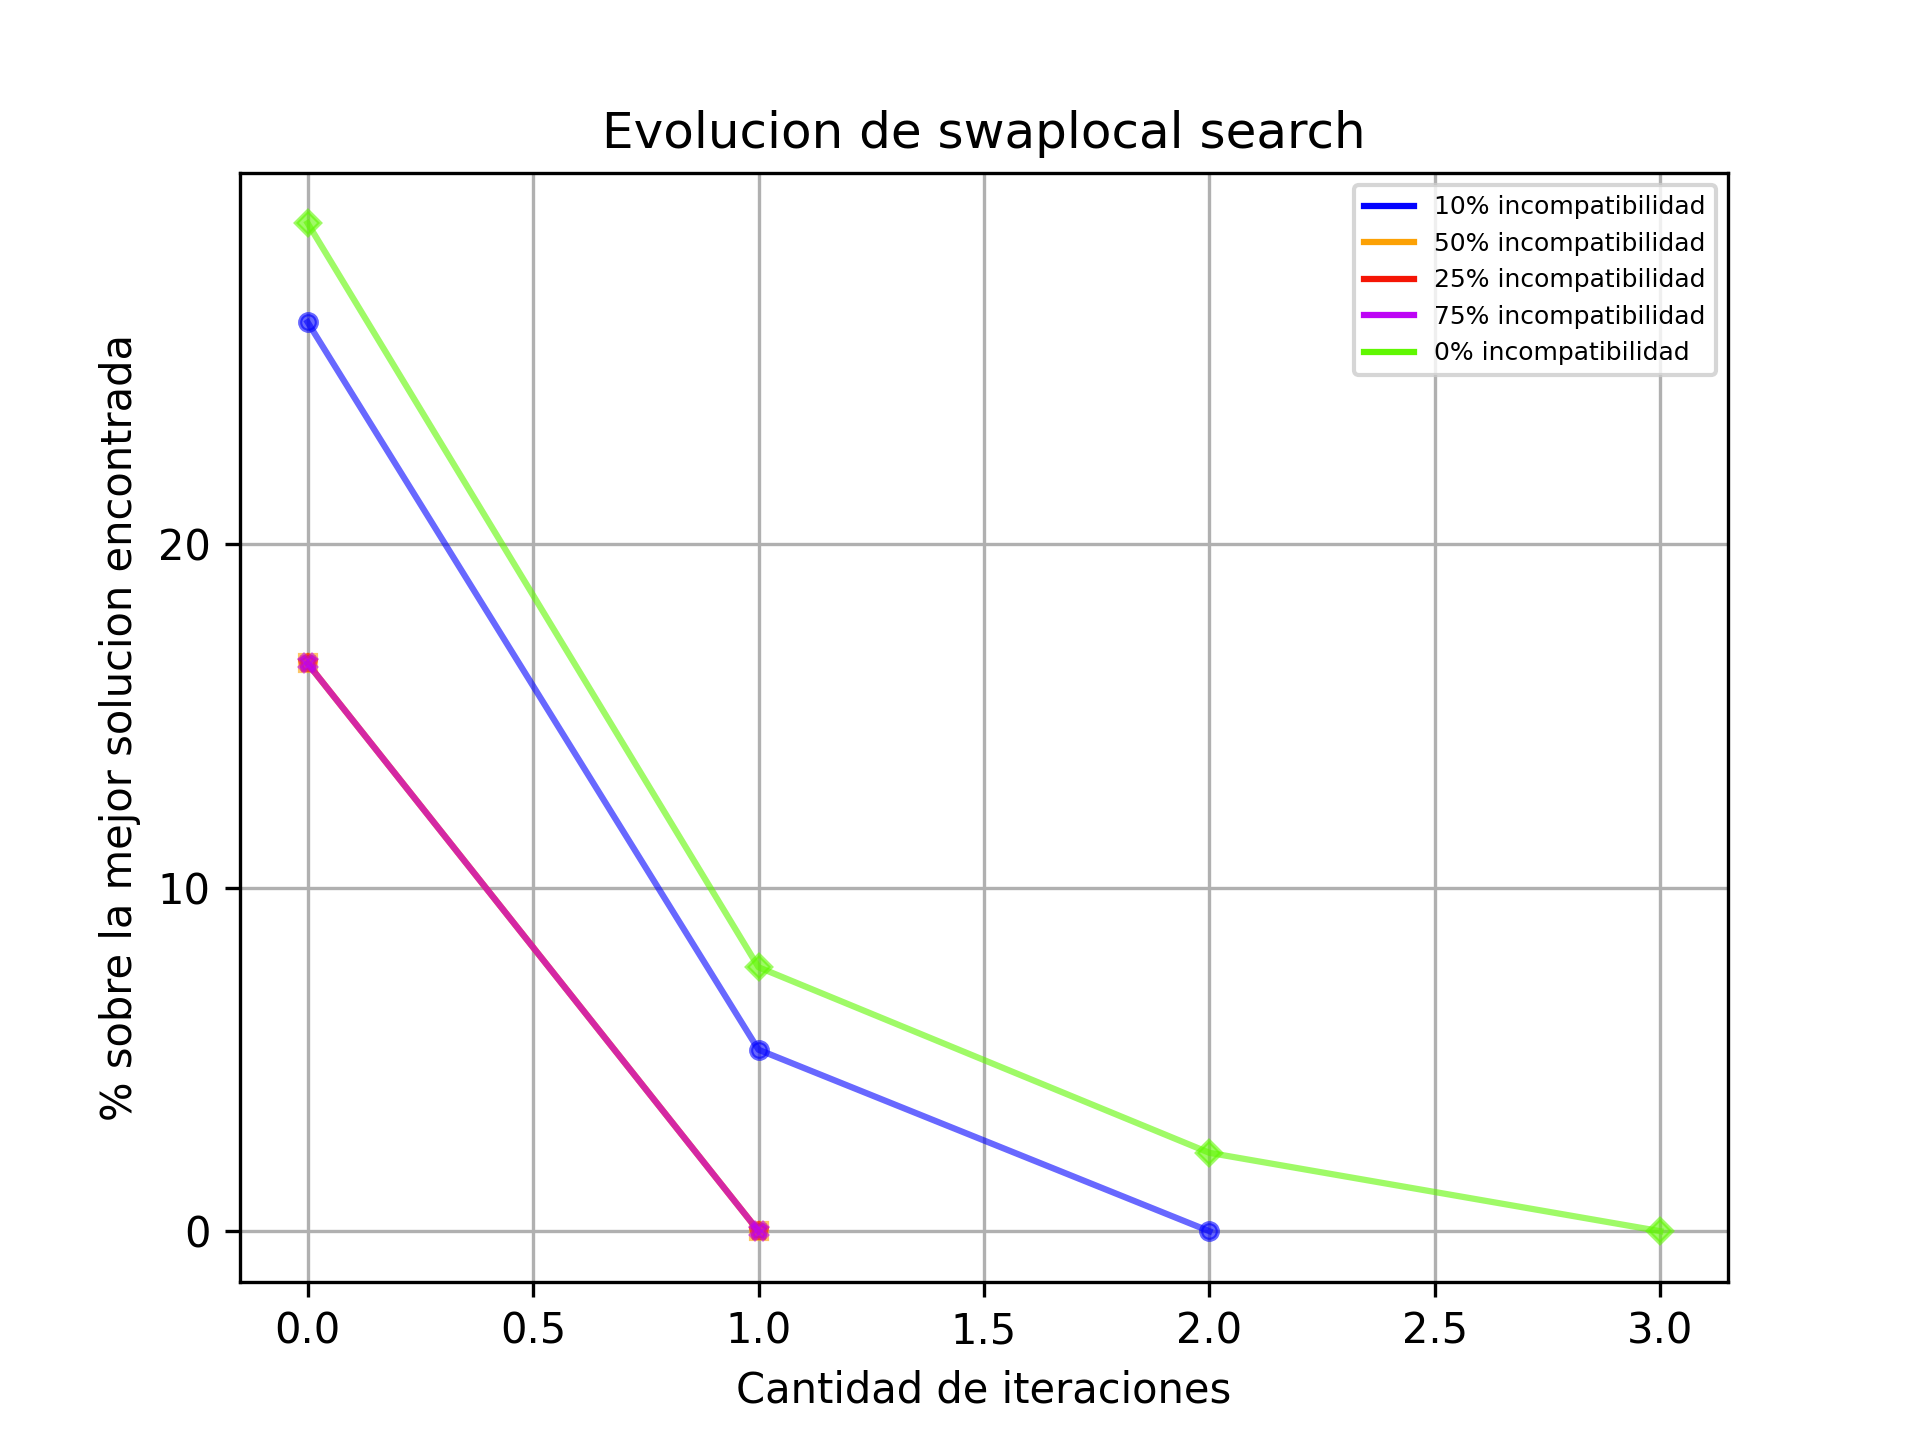 Evolucion de swaplocal search
10% incompatibilidad
50% incompatibilidad
25% incompatibilidad
75% incompatibilidad
0% incompatibilidad
% sobre la mejor solucion encontrada
20
10
0
0.0 0.5 1.0 1.5 2.0 2.5 3.0
Cantidad de iteraciones